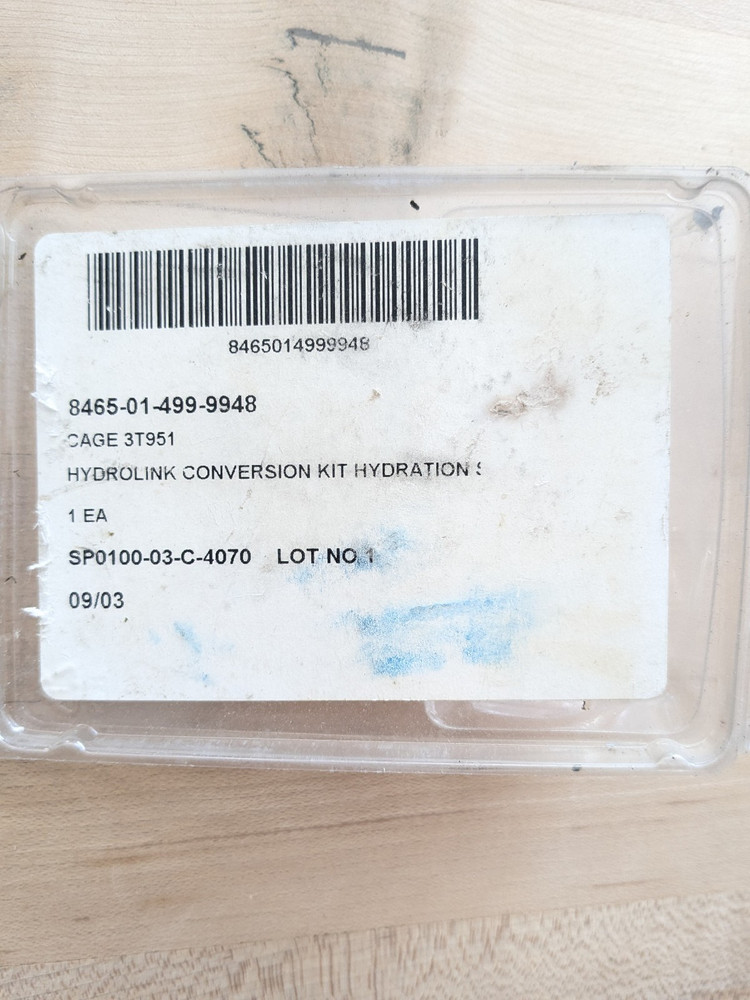 8465014999948
8465-01-499-9948
CAGE 3T951
HYDROLINK CONVERSION KIT HYDRATION
1 EA
SP0100-03-C-4070 LOT NO 1
09/03